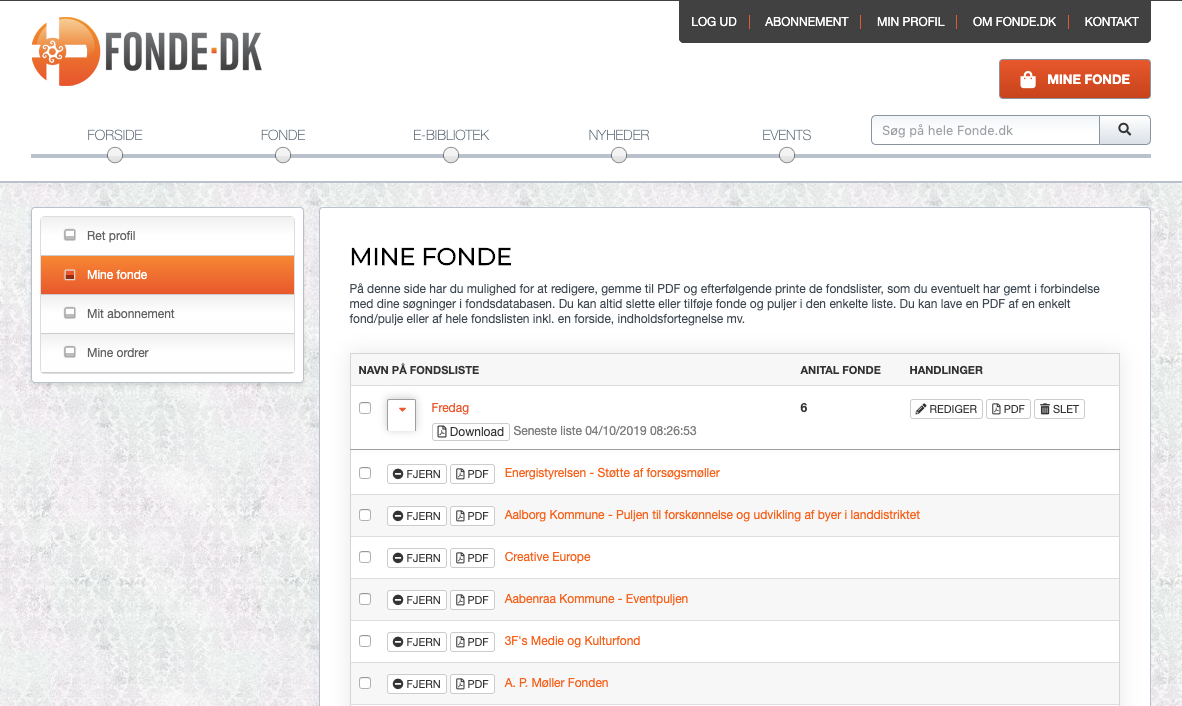 LOG UD
ABONNEMENT
MIN PROFIL
OM FONDE.DK
KONTAKT
FONDE·DK
MINE FONDE
FORSIDE
FONDE
E-BIBLIOTEK
NYHEDER
EVENTS
Søg på hele Fonde.dk
Ret profil
Mine fonde
Mit abonnement
Mine ordrer
MINE FONDE
På denne side har du mulighed for at redigere, gemme til PDF og efterfølgende printe de fondslister, som du eventuelt har gemt i forbindelse
med dine søgninger i fondsdatabasen. Du kan altid slette eller tilføje fonde og puljer i den enkelte liste. Du kan lave en PDF af en enkelt
fond/pulje eller af hele fondslisten inkl. en forside, indholdsfortegnelse mv.
NAVN PÅ FONDSLISTE ANITAL FONDE HANDLINGER
Fredag 6 REDIGER PDF SLET
Download Seneste liste 04/10/2019 08:26:53
FJERN PDF Energistyrelsen - Støtte af forsøgsmøller
FJERN PDF Aalborg Kommune - Puljen til forskønnelse og udvikling af byer i landdistriktet
FJERN PDF Creative Europe
FJERN PDF Aabenraa Kommune - Eventpuljen
FJERN PDF 3F's Medie og Kulturfond
FJERN PDF A. P. Møller Fonden